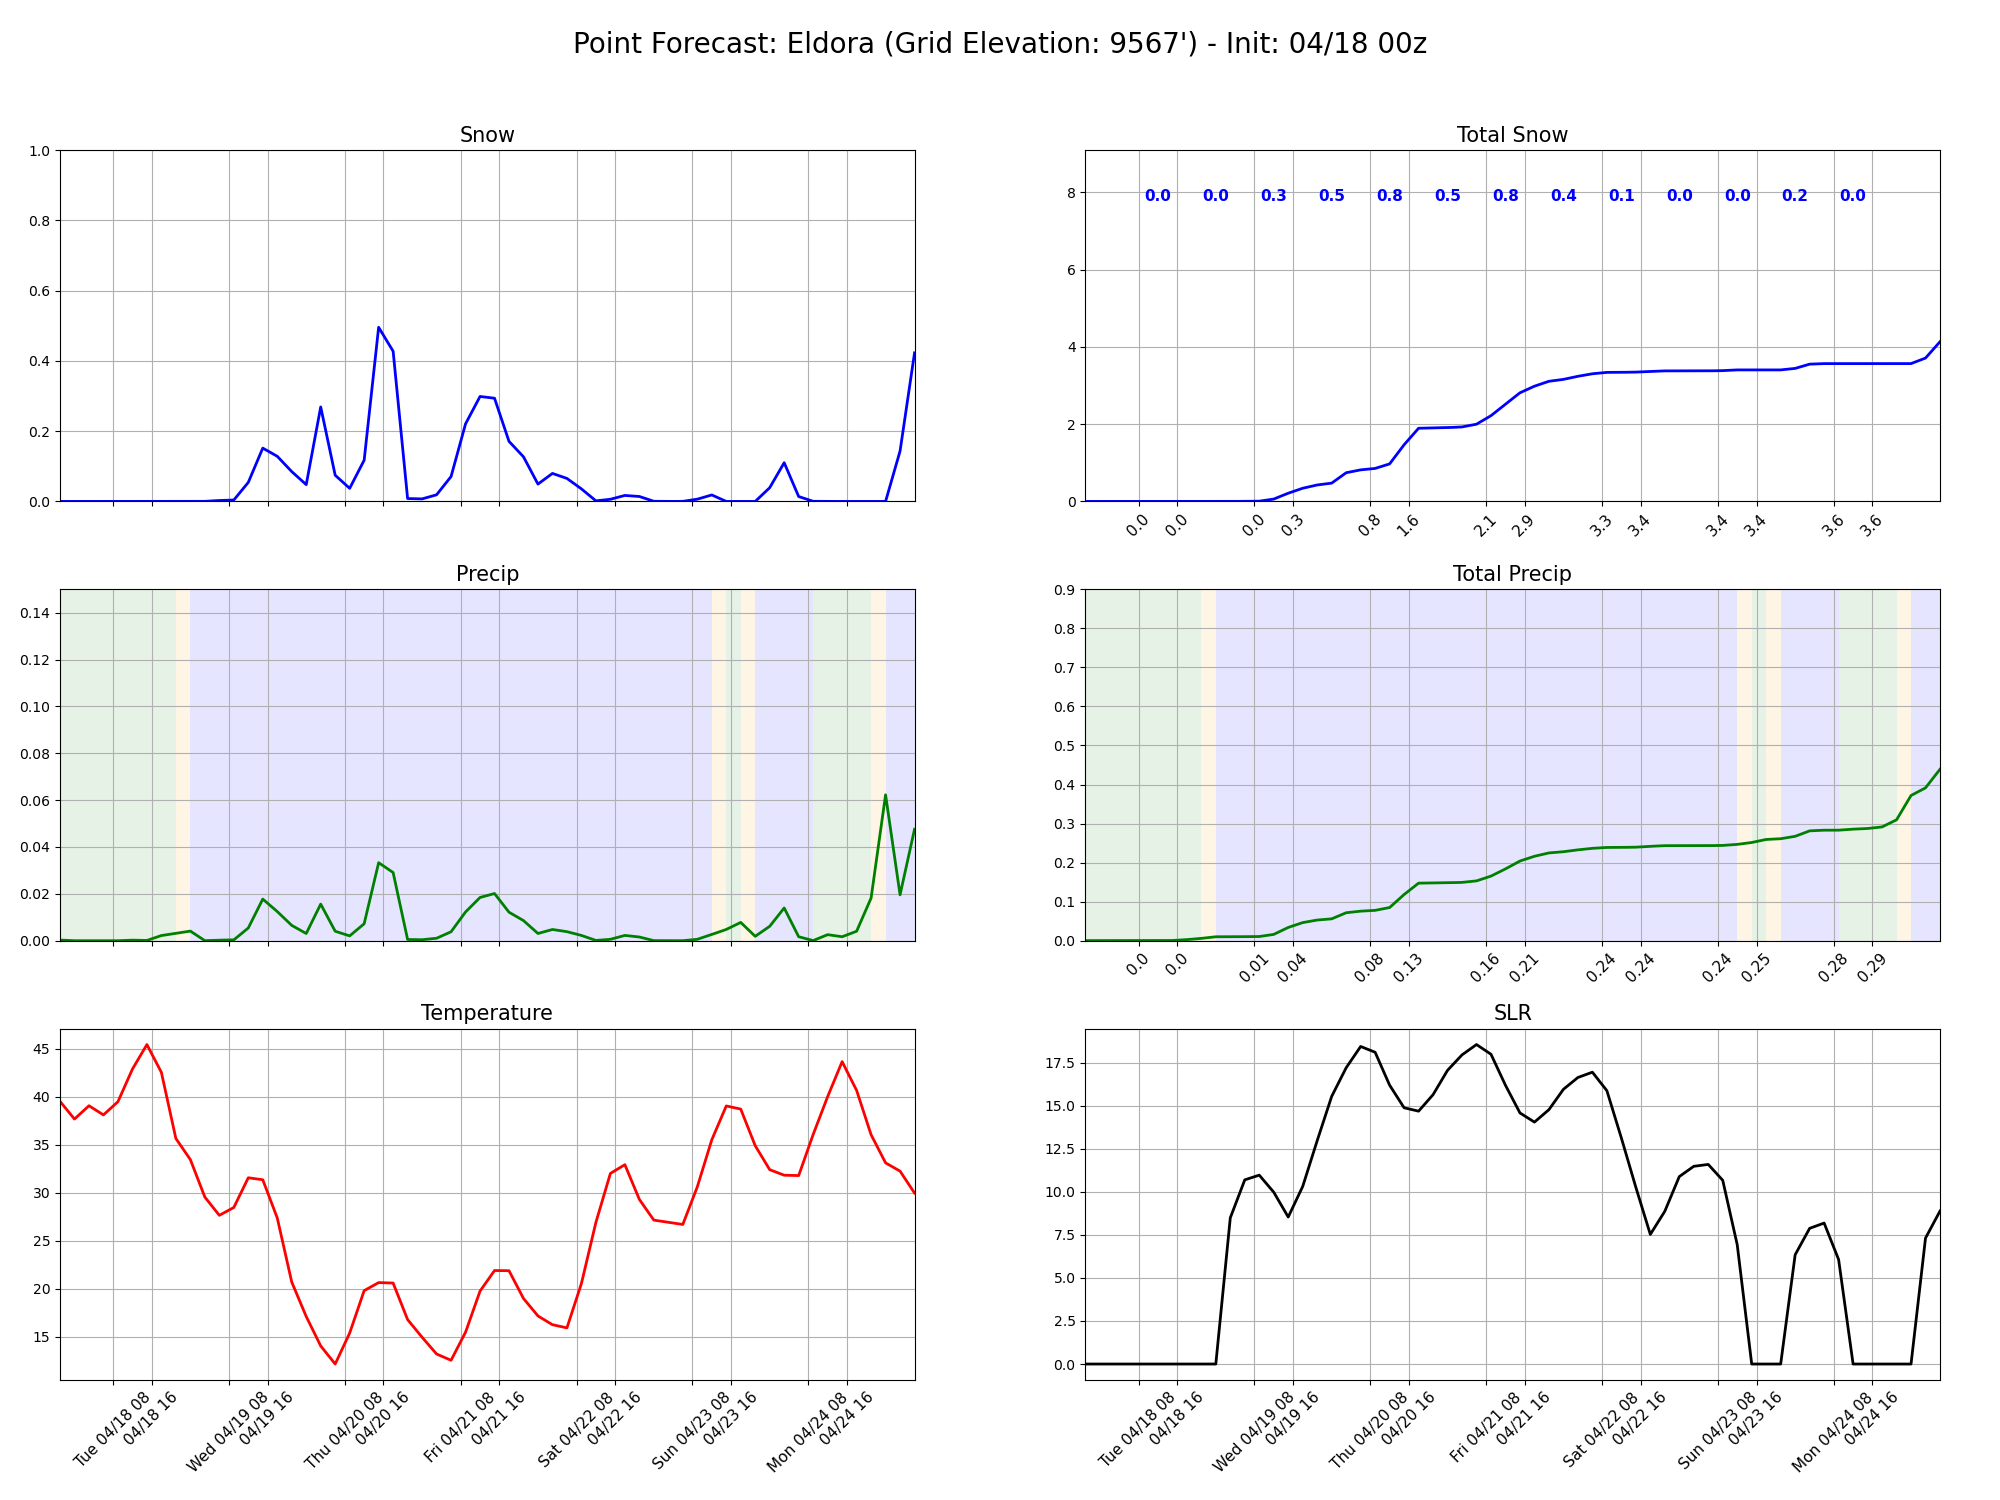 Point Forecast: Eldora (Grid Elevation: 9567') - Init: 04/18 00z
Snow
1.0
0.8
0.6
0.4
0.2
0.0
Total Snow
0.0 0.0 0.3 0.5 0.8 0.5 0.8 0.4 0.1 0.0 0.0 0.2 0.0
8
6
4
2
0
0.0 0.0 0.0 0.3 0.8 1.6 2.1 2.9 3.3 3.4 3.4 3.4 3.6 3.6
Precip
0.14
0.12
0.10
0.08
0.06
0.04
0.02
0.00
Total Precip
0.9
0.8
0.7
0.6
0.5
0.4
0.3
0.2
0.1
0.0
0.0 0.0 0.01 0.04 0.08 0.13 0.16 0.21 0.24 0.24 0.24 0.25 0.28 0.29
Temperature
45
40
35
30
25
20
15
Tue 04/18 08
04/18 16
Wed 04/19 08
04/19 16
Thu 04/20 08
04/20 16
Fri 04/21 08
04/21 16
Sat 04/22 08
04/22 16
Sun 04/23 08
04/23 16
Mon 04/24 08
04/24 16
SLR
17.5
15.0
12.5
10.0
7.5
5.0
2.5
0.0
Tue 04/18 08
04/18 16
Wed 04/19 08
04/19 16
Thu 04/20 08
04/20 16
Fri 04/21 08
04/21 16
Sat 04/22 08
04/22 16
Sun 04/23 08
04/23 16
Mon 04/24 08
04/24 16